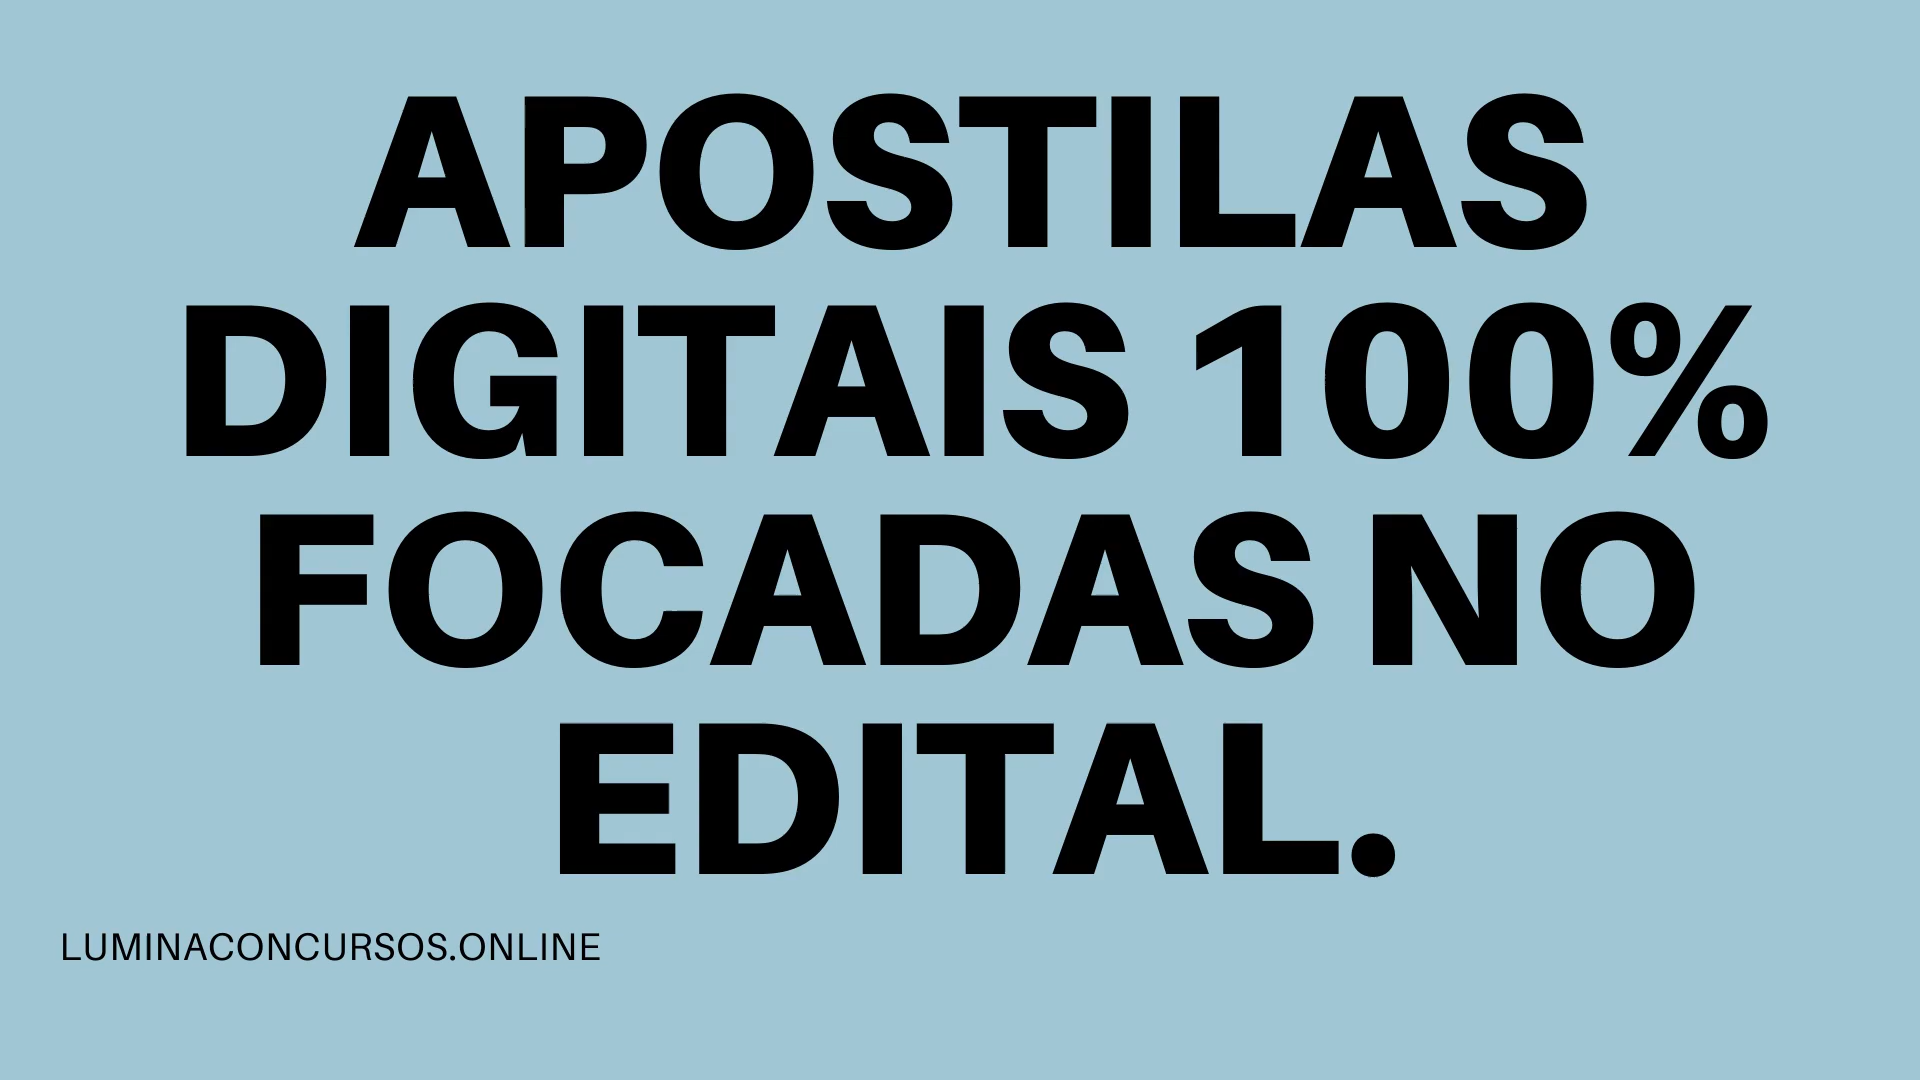 APOSTILAS
DIGITAIS 100%
FOCADAS NO
EDITAL.
LUMINACONCURSOS.ONLINE